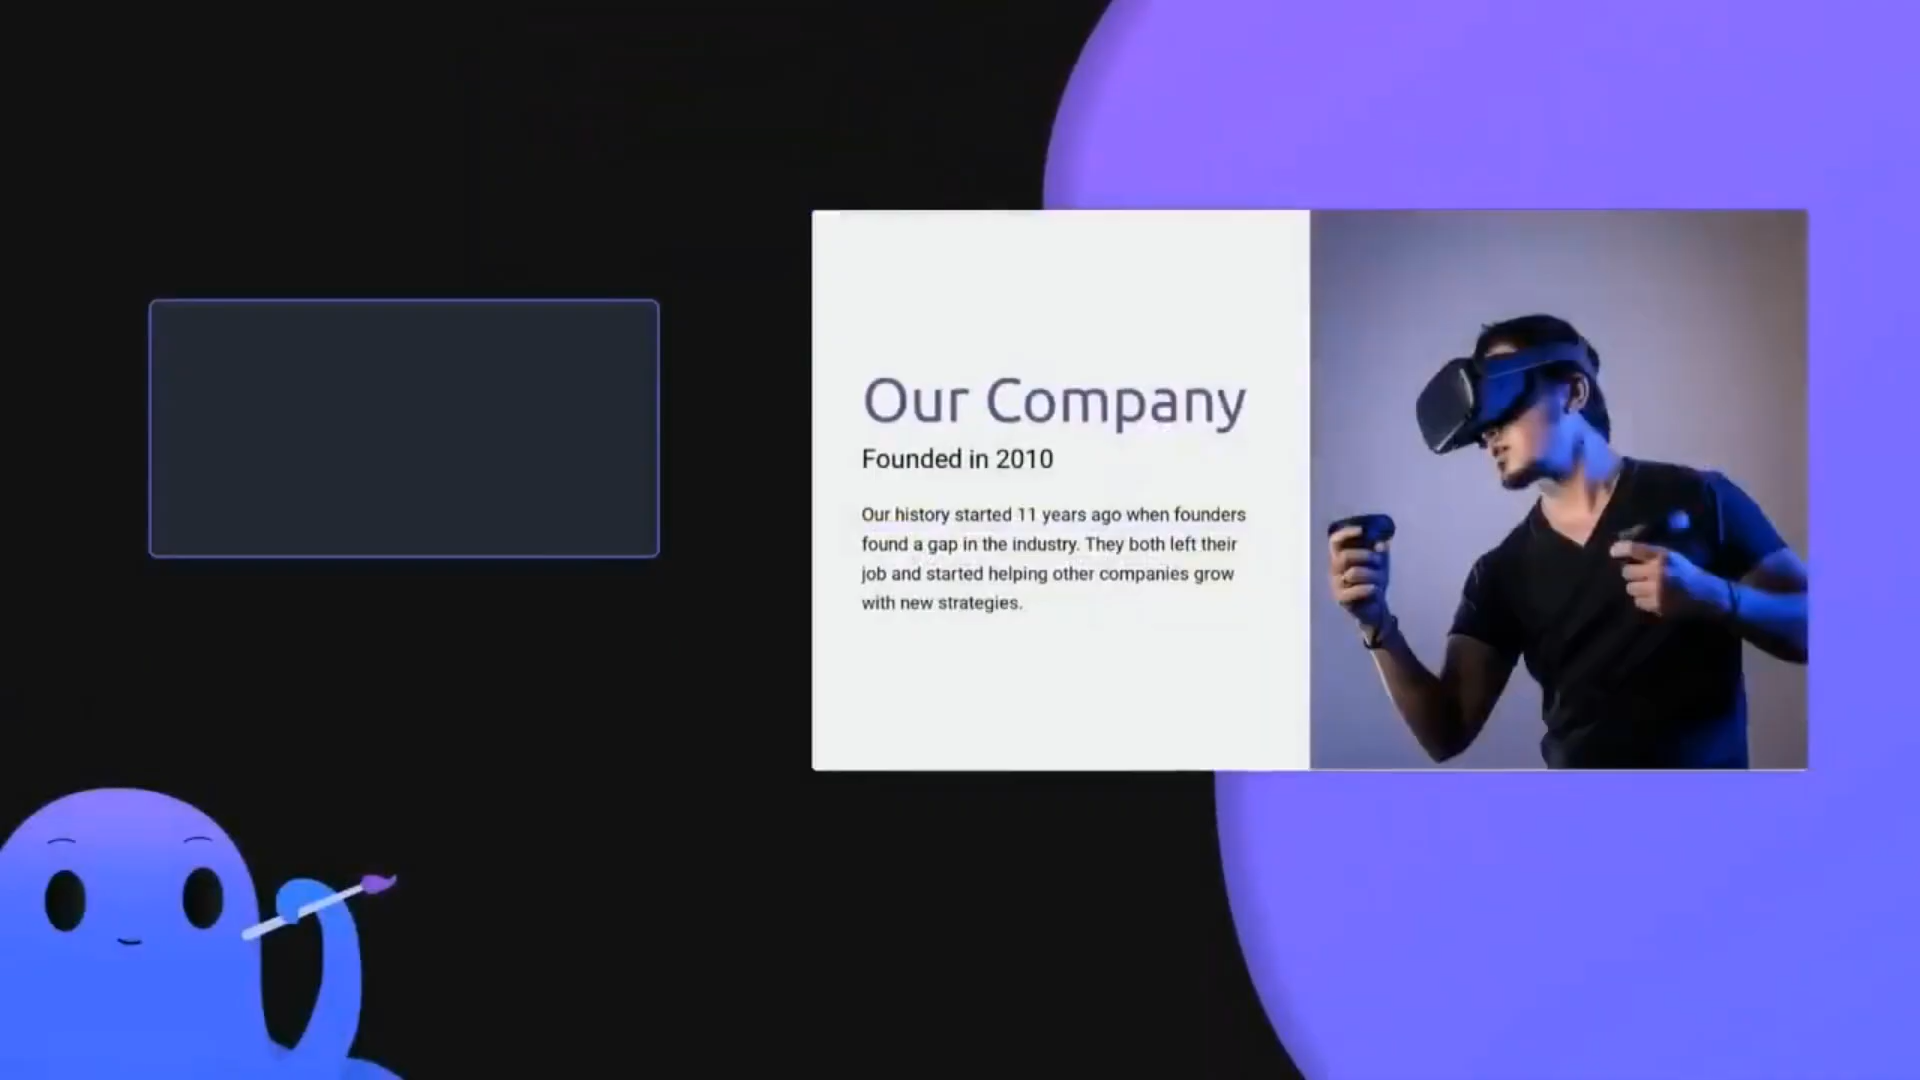 Our Company
Founded in 2010
Our history started 11 years ago when founders
found a gap in the industry. They both left their
job and started helping other companies grow
with new strategies.